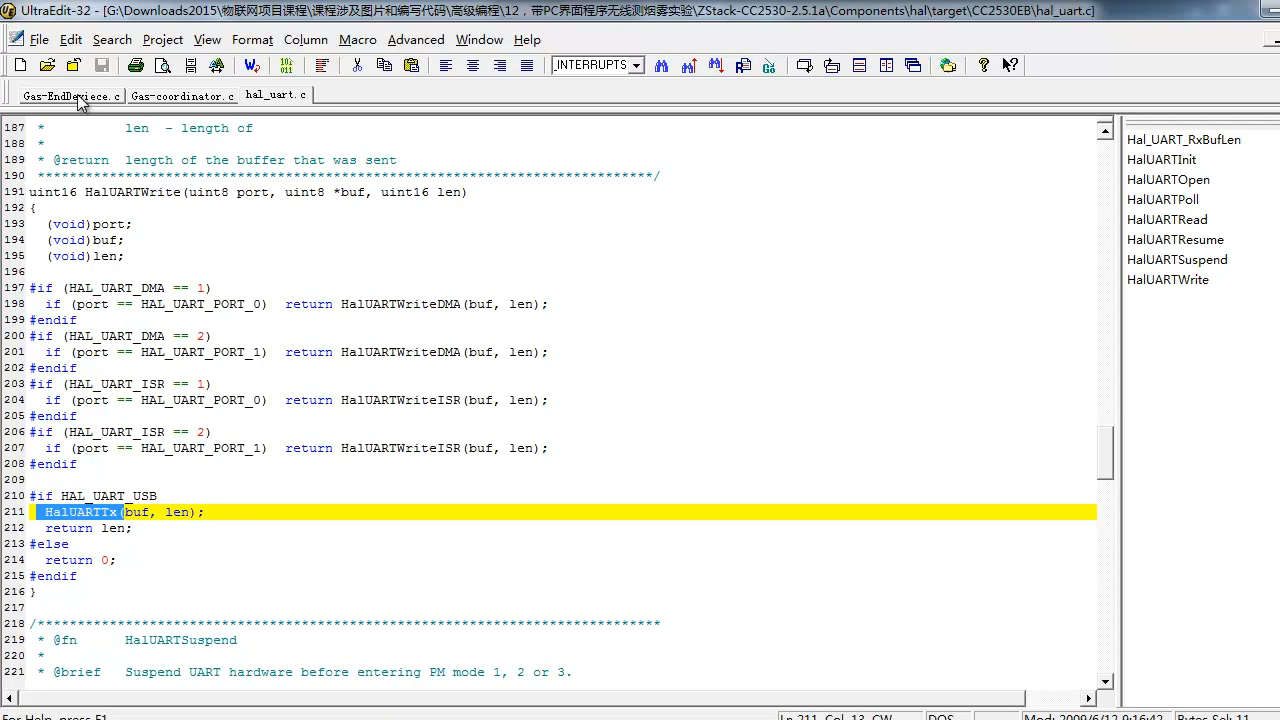 UltraEdit-32 - [G:\Downloads2015\物联网项目课程\课程涉及图片和编写代码\高级编程\12，带PC界面程序无线测烟雾实验\ZStack-CC2530-2.5.1a\Components\hal\target\CC2530EB\hal_uart.c]
File Edit Search Project View Format Column Macro Advanced Window Help
_INTERRUPTS
Gas-EndDeviece.c Gas-coordinator.c hal_uart.c
187 * len - length of
188 *
189 * @return length of the buffer that was sent
190 *****************************************************************************/
191 uint16 HalUARTWrite(uint8 port, uint8 *buf, uint16 len)
192 {
193 (void)port;
194 (void)buf;
195 (void)len;
196
197 #if (HAL_UART_DMA == 1)
198 if (port == HAL_UART_PORT_0) return HalUARTWriteDMA(buf, len);
199 #endif
200 #if (HAL_UART_DMA == 2)
201 if (port == HAL_UART_PORT_1) return HalUARTWriteDMA(buf, len);
202 #endif
203 #if (HAL_UART_ISR == 1)
204 if (port == HAL_UART_PORT_0) return HalUARTWriteISR(buf, len);
205 #endif
206 #if (HAL_UART_ISR == 2)
207 if (port == HAL_UART_PORT_1) return HalUARTWriteISR(buf, len);
208 #endif
209
210 #if HAL_UART_USB
211 HalUARTTx(buf, len);
212 return len;
213 #else
214 return 0;
215 #endif
216 }
217
218 /*****************************************************************************
219 * @fn HalUARTSuspend
220 *
221 * @brief Suspend UART hardware before entering PM mode 1, 2 or 3.
Hal_UART_RxBufLen
HalUARTInit
HalUARTOpen
HalUARTPoll
HalUARTRead
HalUARTResume
HalUARTSuspend
HalUARTWrite
For Help, press F1 Ln 211, Col. 13, CW DOS Mod: 2009/6/12 9:16:42 Bytes Sel: 11